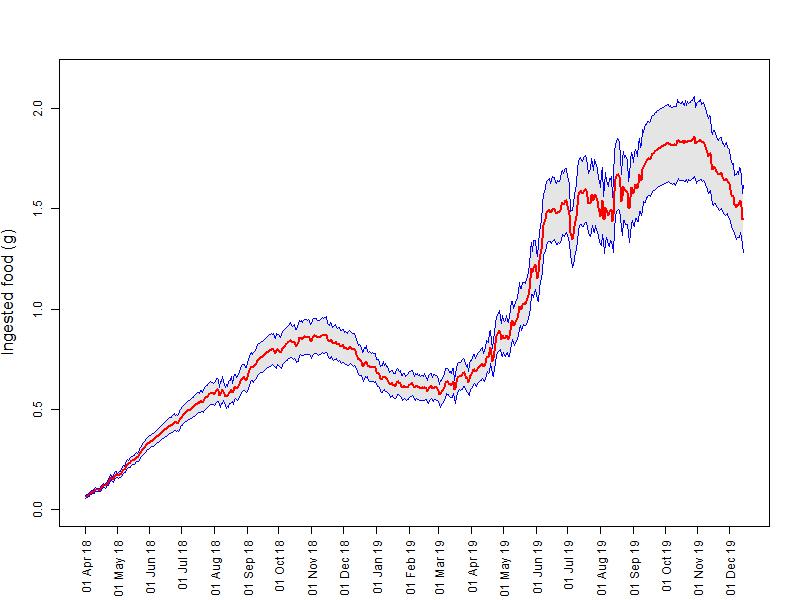 Ingested food (g)
2.0
1.5
1.0
0.5
0.0
01 Apr 18
01 May 18
01 Jun 18
01 Jul 18
01 Aug 18
01 Sep 18
01 Oct 18
01 Nov 18
01 Dec 18
01 Jan 19
01 Feb 19
01 Mar 19
01 Apr 19
01 May 19
01 Jun 19
01 Jul 19
01 Aug 19
01 Sep 19
01 Oct 19
01 Nov 19
01 Dec 19